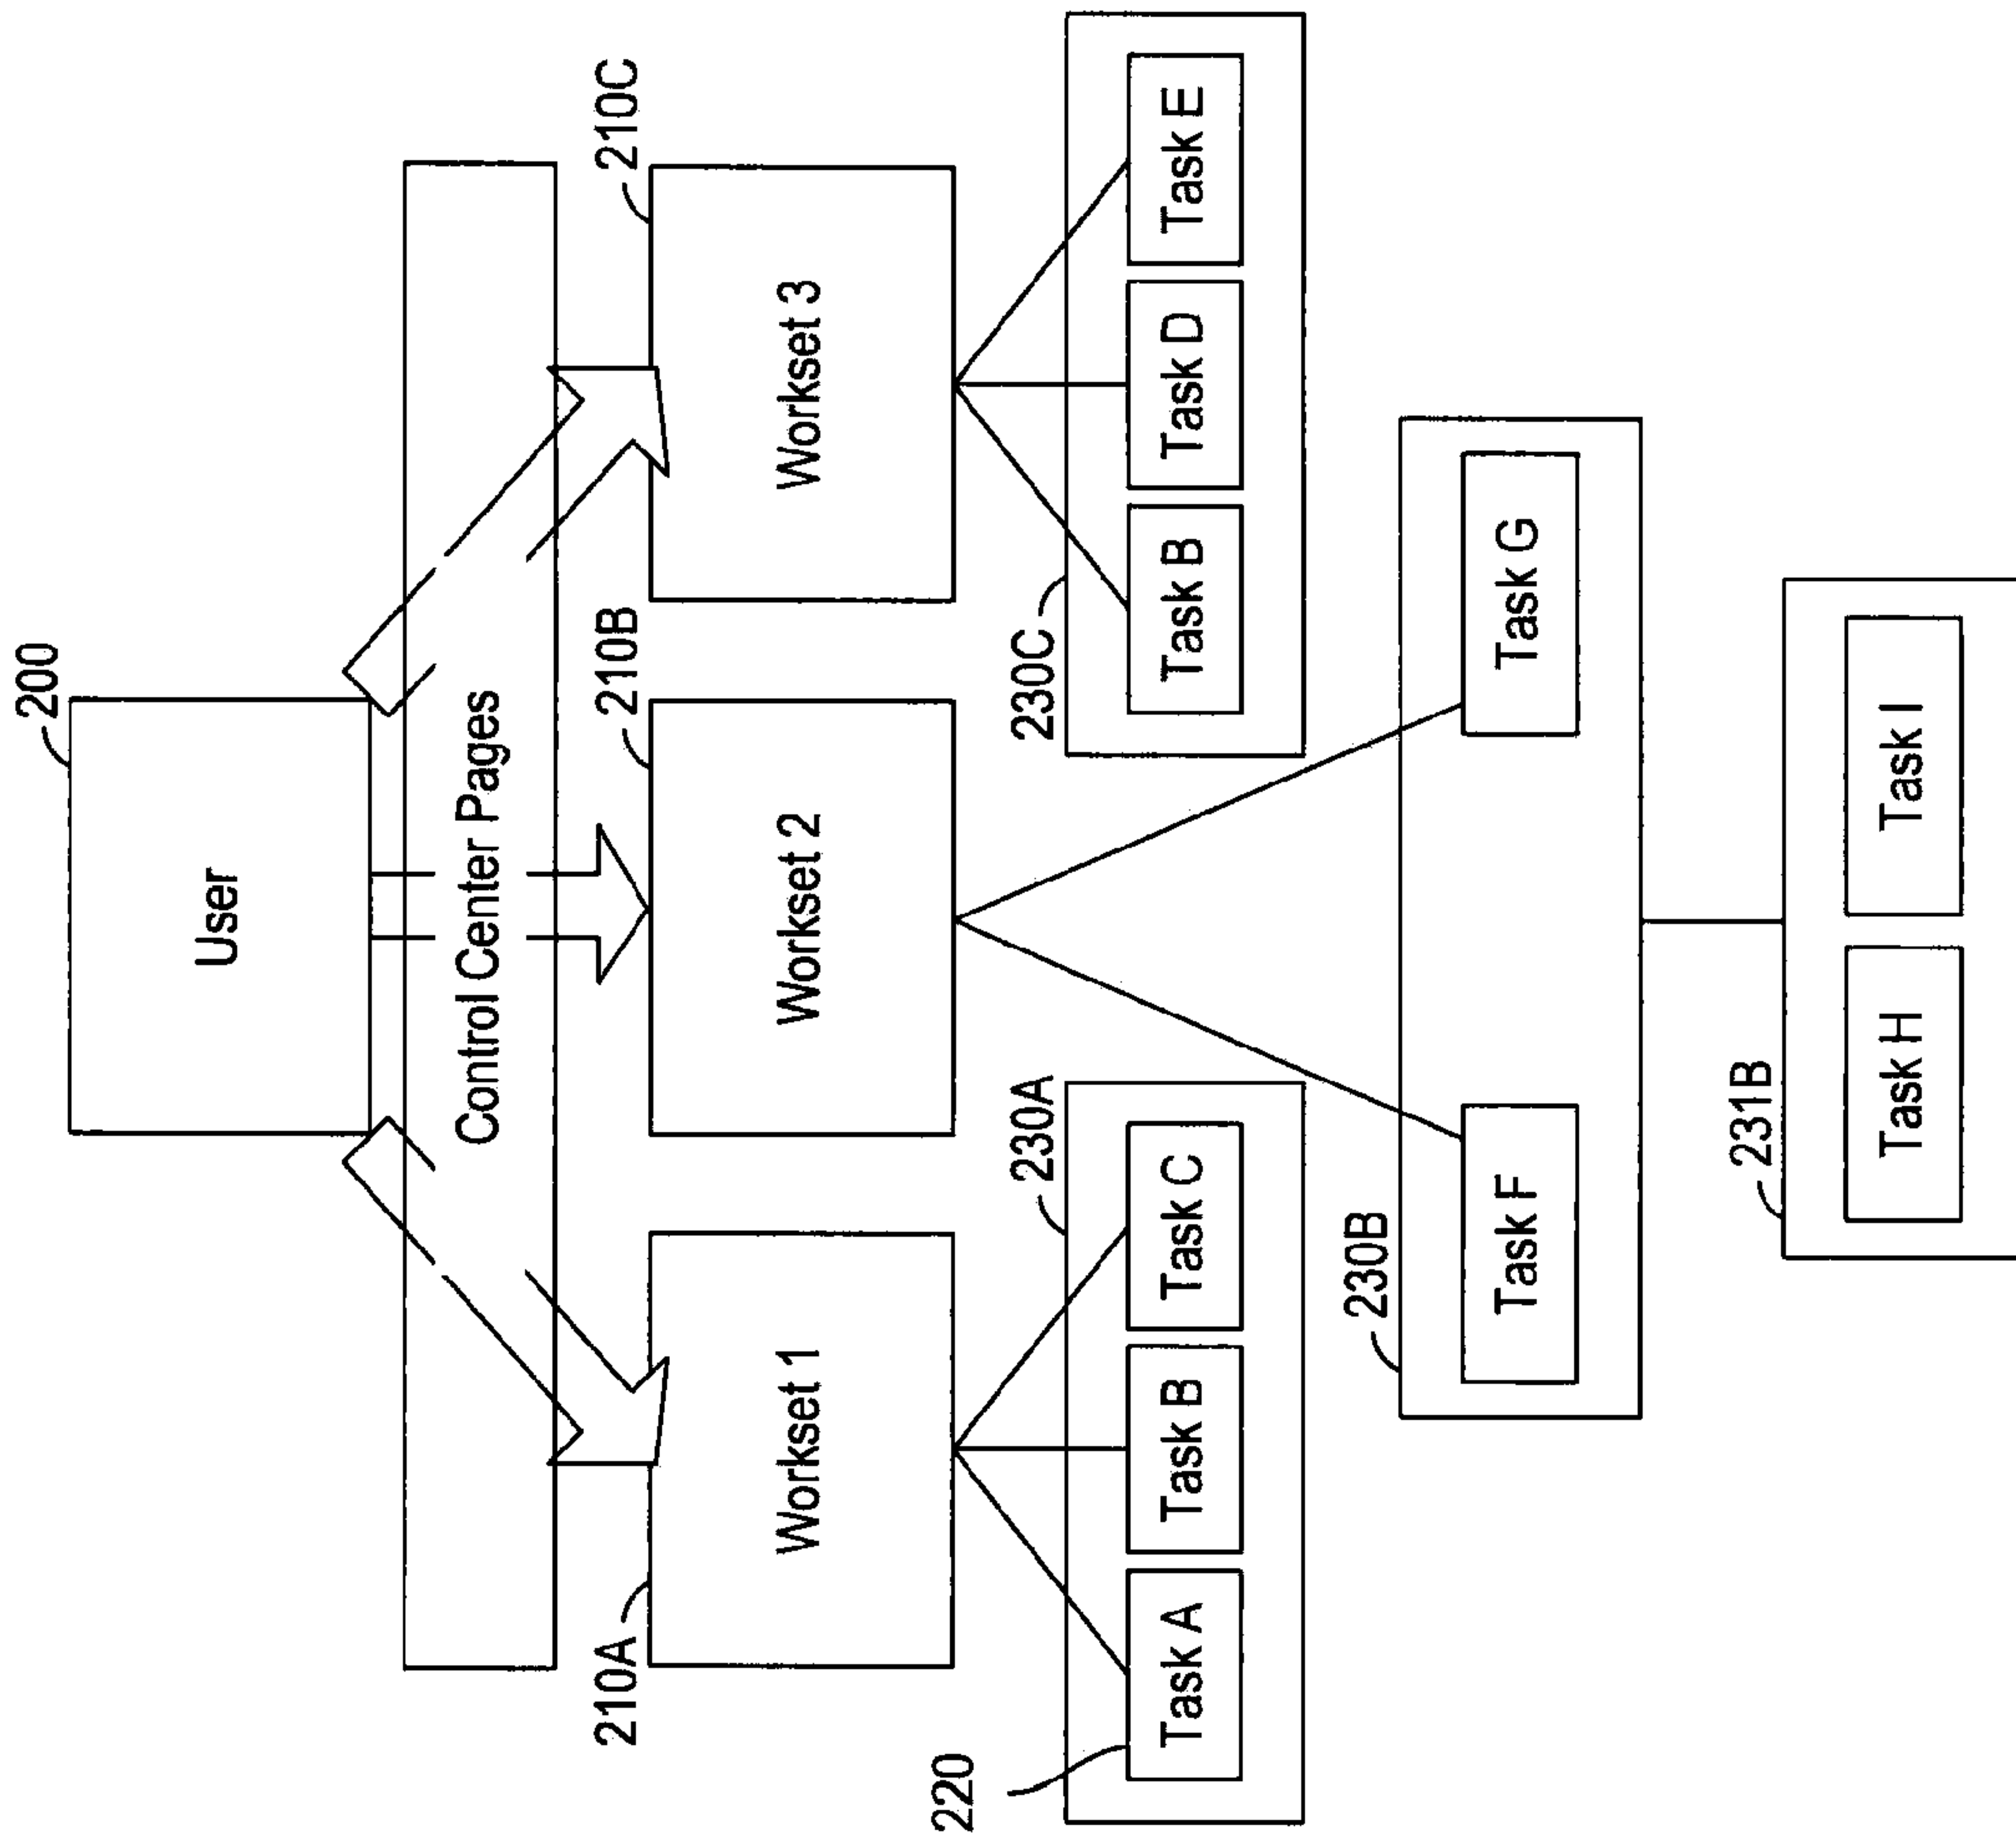 200
User
Control Center Pages
210A
210B
210C
Workset 1
Workset 2
Workset 3
220
230A
230C
Task A
Task B
Task C
Task B
Task D
Task E
230B
Task F
Task G
231B
Task H
Task I